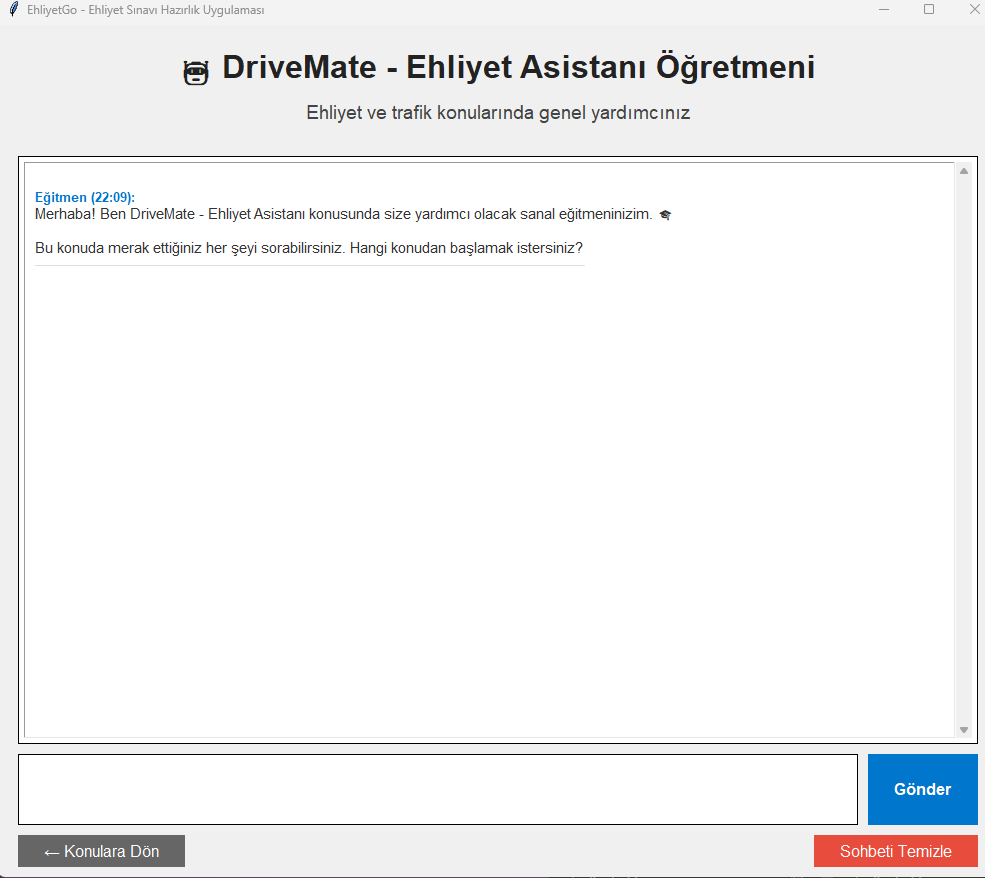 EhliyetGo - Ehliyet Sınavı Hazırlık Uygulaması
DriveMate - Ehliyet Asistanı Öğretmeni
Ehliyet ve trafik konularında genel yardımcınız
Eğitmen (22:09):
Merhaba! Ben DriveMate - Ehliyet Asistanı konusunda size yardımcı olacak sanal eğitmeninizim. 🎓
Bu konuda merak ettiğiniz her şeyi sorabilirsiniz. Hangi konudan başlamak istersiniz?
Gönder
← Konulara Dön
Sohbeti Temizle